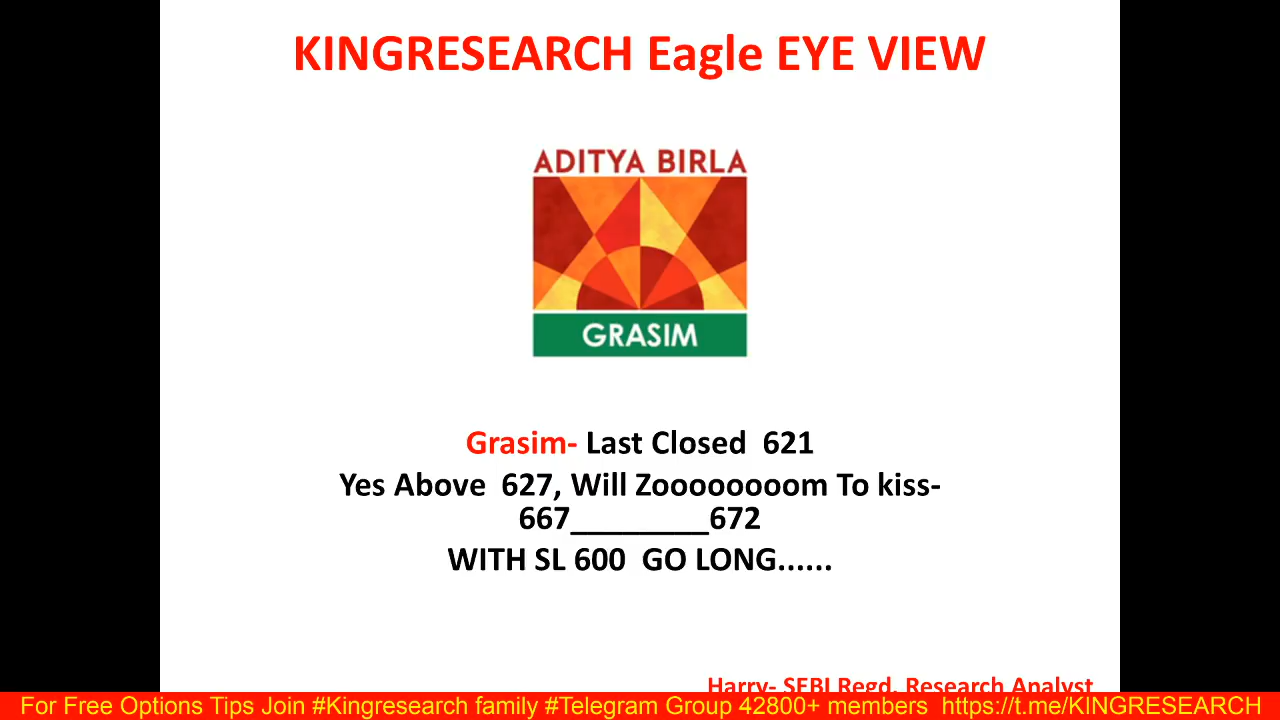 KINGRESEARCH Eagle EYE VIEW
ADITYA BIRLA
GRASIM
Grasim- Last Closed 621
Yes Above 627, Will Zoooooooom To kiss-
667________672
WITH SL 600 GO LONG......
Harry- SEBI Regd. Research Analyst
For Free Options Tips Join #Kingresearch family #Telegram Group 42800+ members https://t.me/KINGRESEARCH